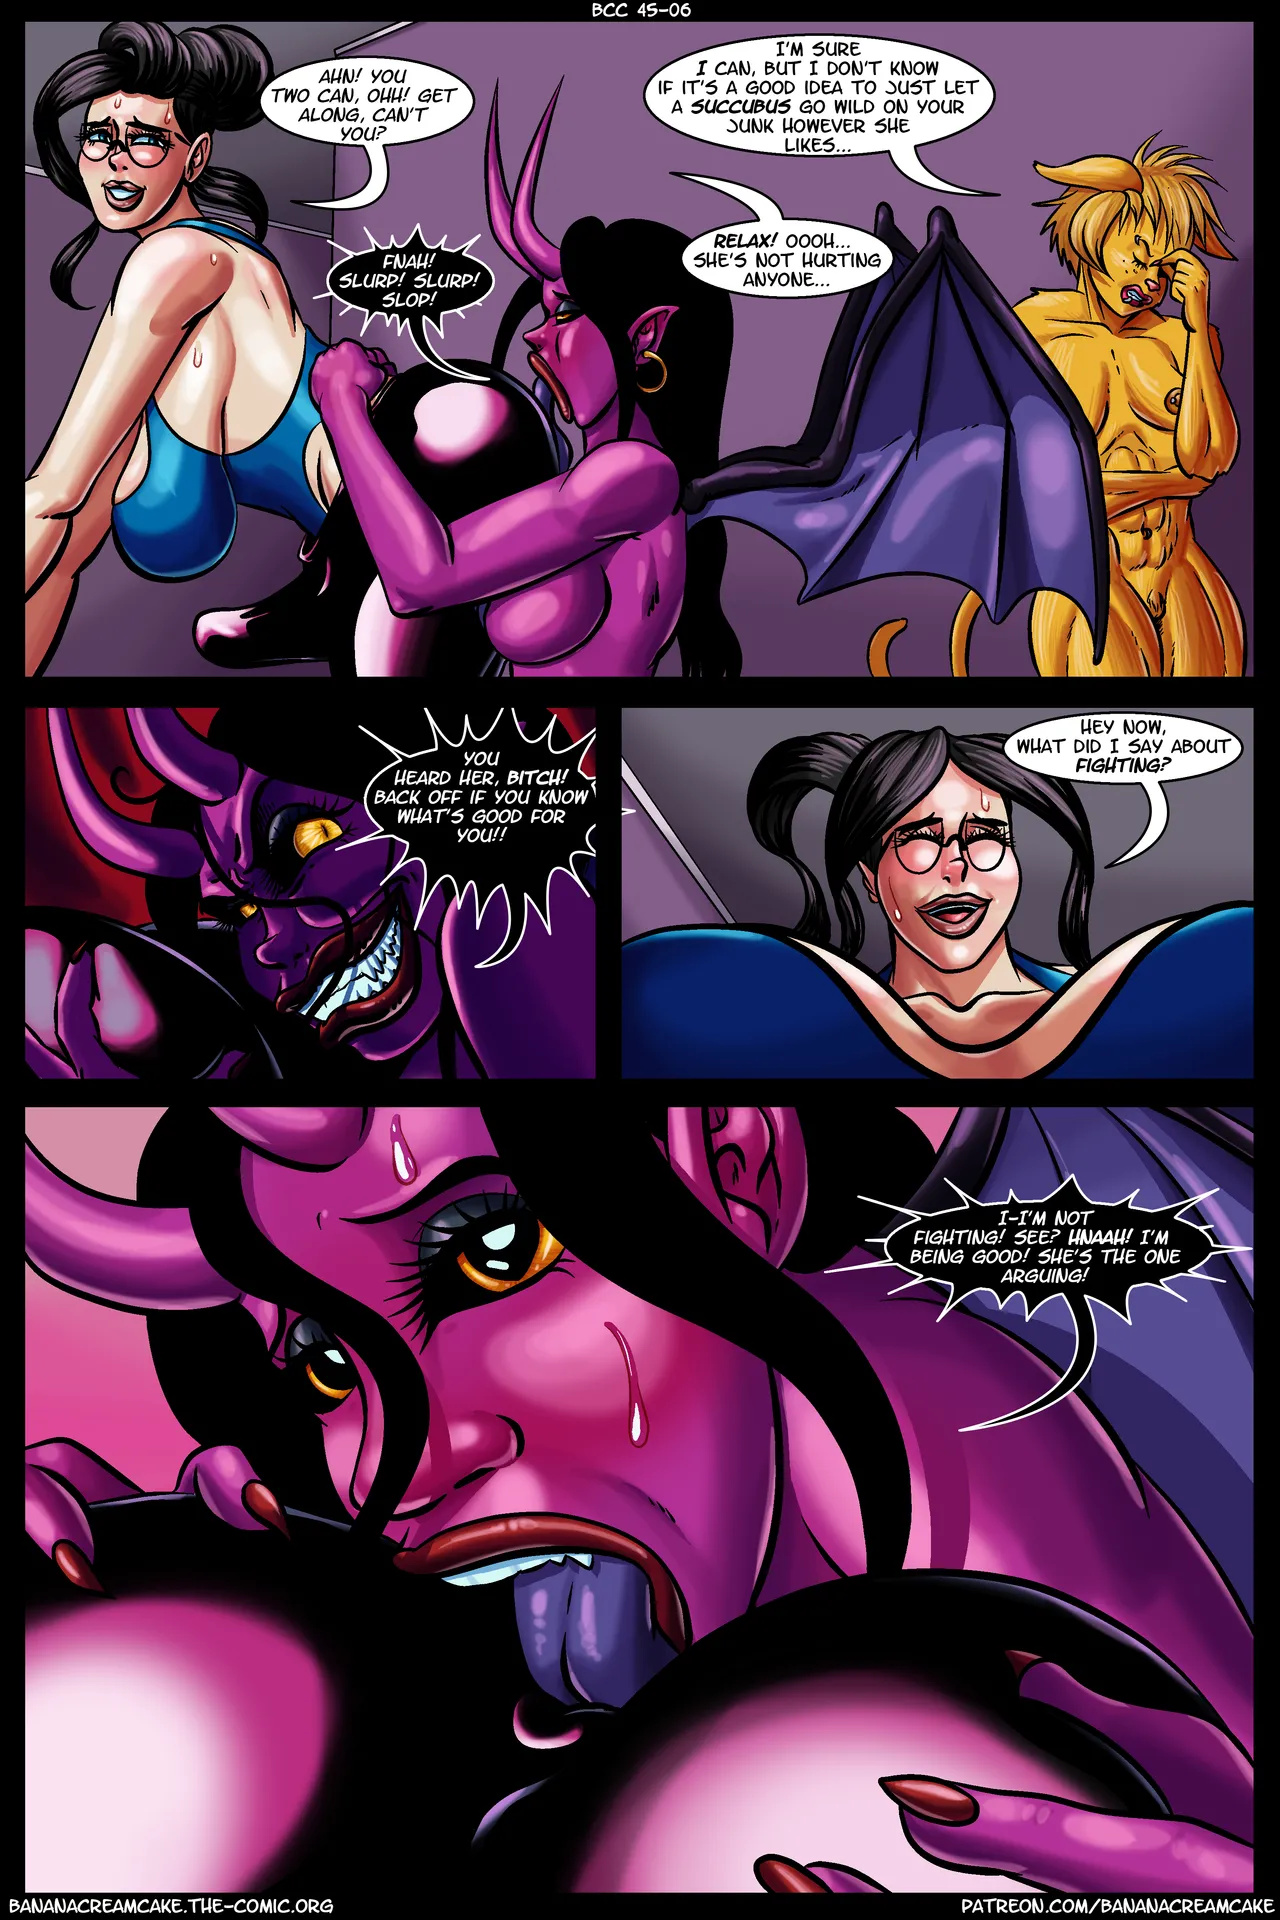 BCC 45-06
AHN! YOU
TWO CAN, OHH! GET
ALONG, CAN'T
YOU?
I'M SURE
I CAN, BUT I DON'T KNOW
IF IT'S A GOOD IDEA TO JUST LET
A SUCCUBUS GO WILD ON YOUR
JUNK HOWEVER SHE
LIKES...
FNAH!
SLURP! SLURP!
SLOP!
RELAX! OOOH...
SHE'S NOT HURTING
ANYONE...
YOU
HEARD HER, BITCH!
BACK OFF IF YOU KNOW
WHAT'S GOOD FOR
YOU!!
HEY NOW,
WHAT DID I SAY ABOUT
FIGHTING?
I-I'M NOT
FIGHTING! SEE? HNAAH! I'M
BEING GOOD! SHE'S THE ONE
ARGUING!
BANANACREAMCAKE.THE-COMIC.ORG
PATREON.COM/BANANACREAMCAKE